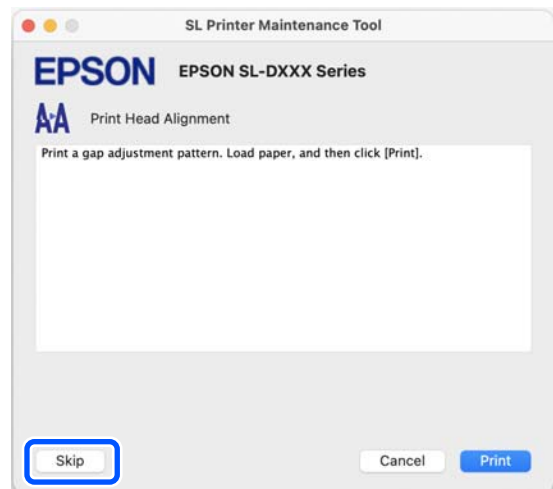 SL Printer Maintenance Tool
EPSON EPSON SL-DXXX Series
Print Head Alignment
Print a gap adjustment pattern. Load paper, and then click [Print].
Skip Cancel Print